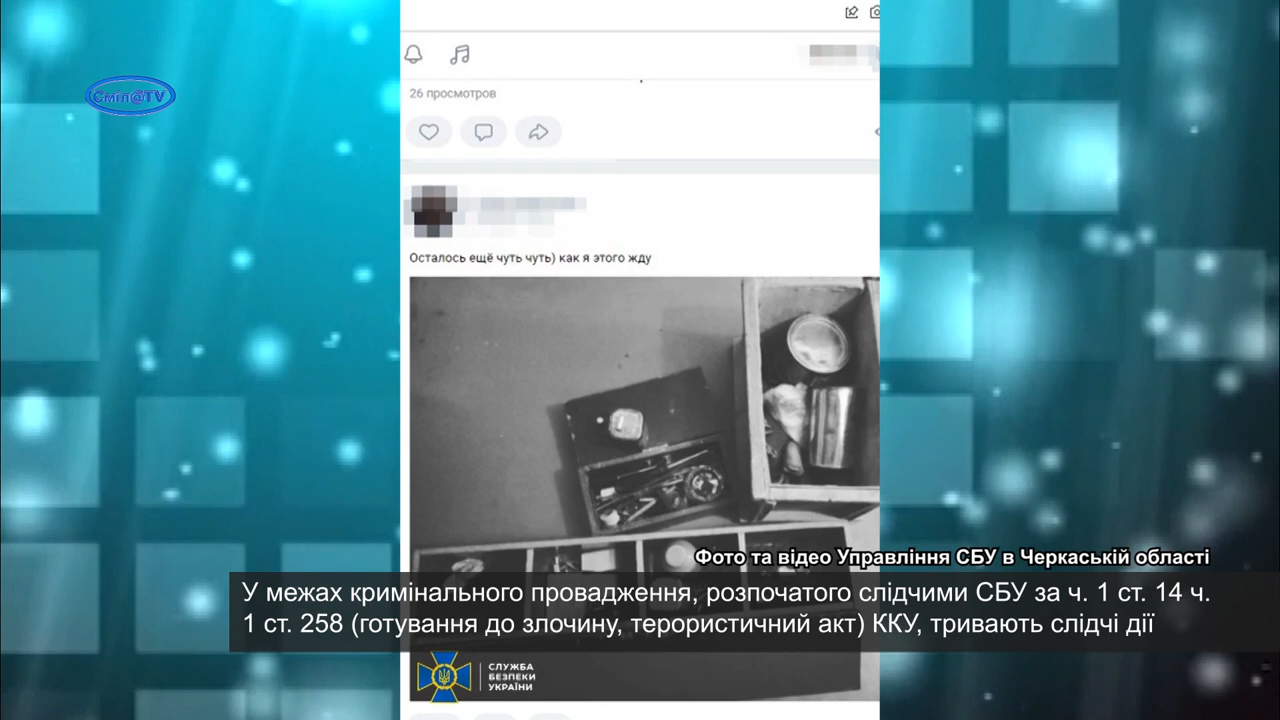 Сміл@TV
26 просмотров
Осталось ещё чуть чуть) как я этого жду
Фото та відео Управління СБУ в Черкаській області
У межах кримінального провадження, розпочатого слідчими СБУ за ч. 1 ст. 14 ч.
1 ст. 258 (готування до злочину, терористичний акт) ККУ, тривають слідчі дії
СЛУЖБА
БЕЗПЕКИ
УКРАЇНИ